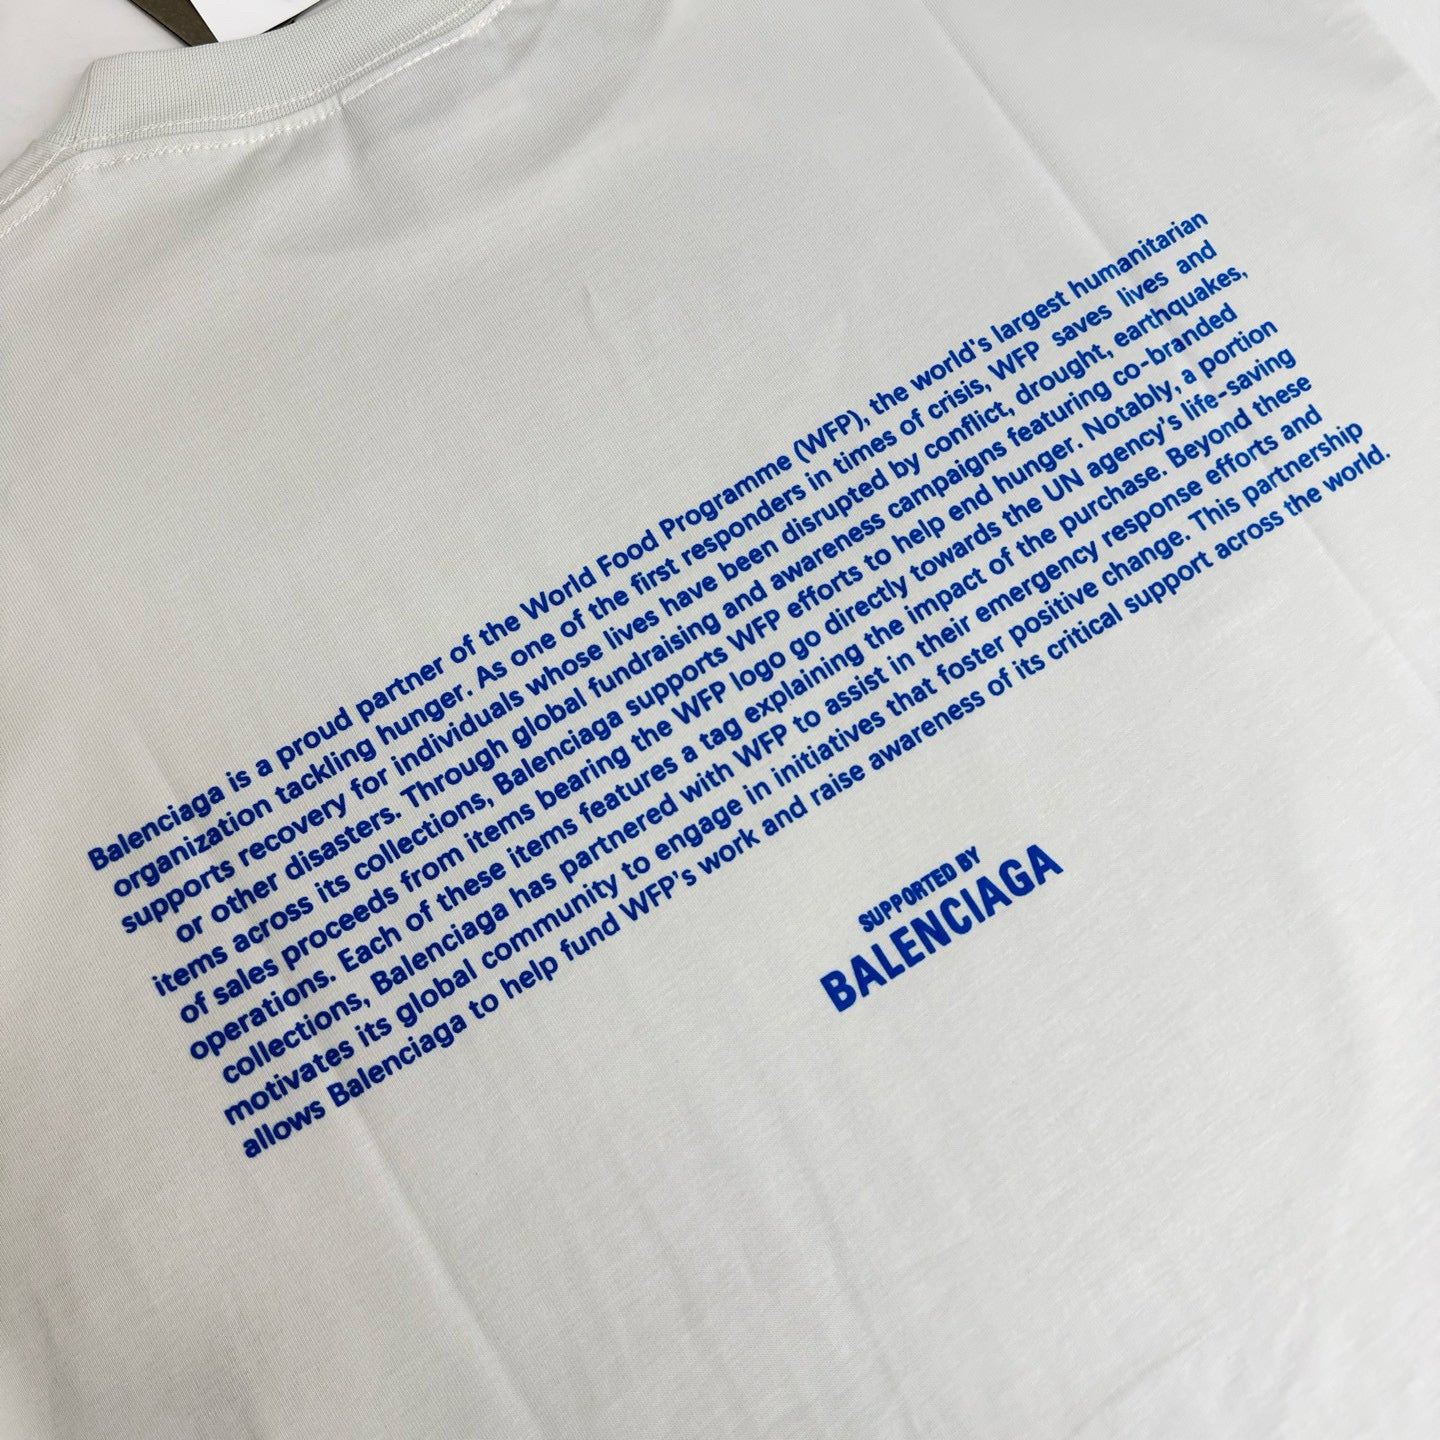 Balenciaga is a proud partner of the World Food Programme (WFP), the world's largest humanitarian
organization tackling hunger. As one of the first responders in times of crisis, WFP saves lives and
supports recovery for individuals whose lives have been disrupted by conflict, drought, earthquakes,
or other disasters. Through global fundraising and awareness campaigns featuring co-branded
items across its collections, Balenciaga supports WFP efforts to help end hunger. Notably, a portion
of sales proceeds from items bearing the WFP logo go directly towards the UN agency's life-saving
operations. Each of these items features a tag explaining the impact of the purchase. Beyond these
collections, Balenciaga has partnered with WFP to assist in their emergency response efforts and
motivates its global community to engage in initiatives that foster positive change. This partnership
allows Balenciaga to help fund WFP's work and raise awareness of its critical support across the world.
SUPPORTED BY
BALENCIAGA